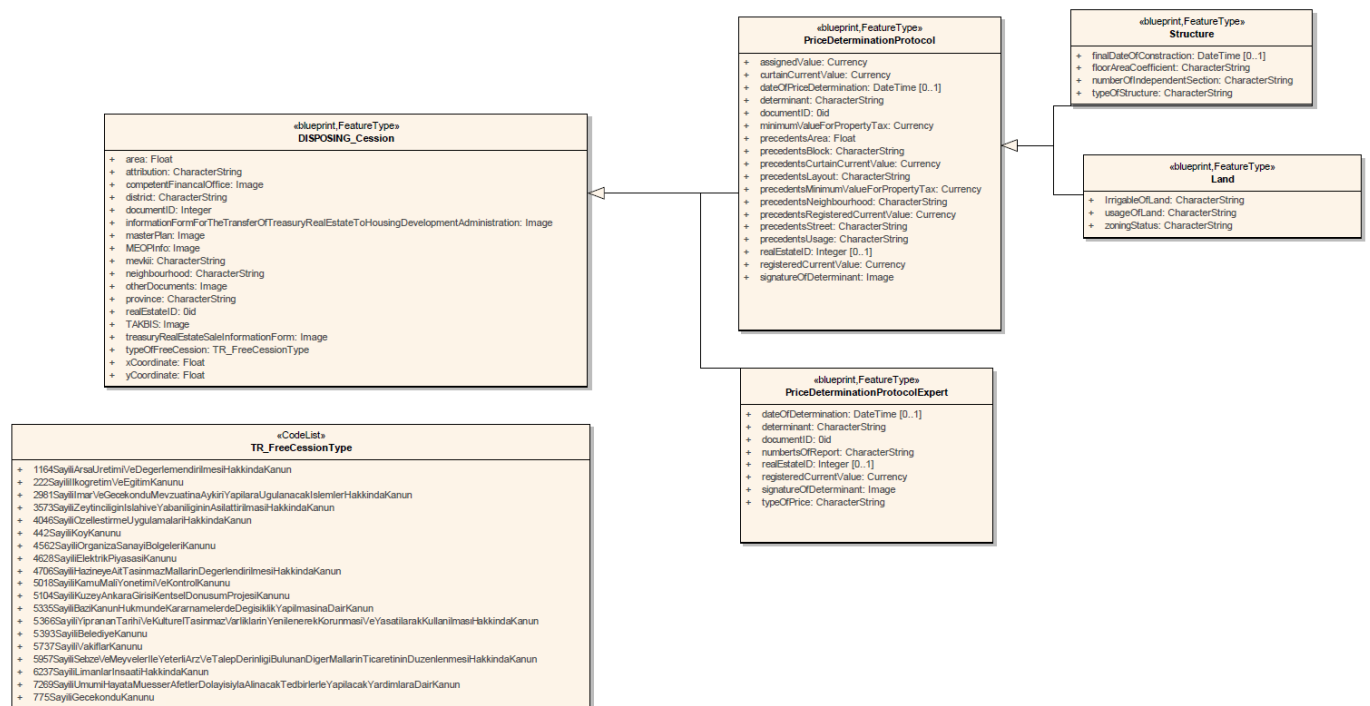 «blueprint,FeatureType»
DISPOSING_Cession
+ area: Float
+ attribution: CharacterString
+ competentFinancalOffice: Image
+ district: CharacterString
+ documentID: Integer
+ informationFormForTheTransferOfTreasuryRealEstateToHousingDevelopmentAdministration: Image
+ masterPlan: Image
+ MEOPInfo: Image
+ mevkii: CharacterString
+ neighbourhood: CharacterString
+ otherDocuments: Image
+ province: CharacterString
+ realEstateID: 0id
+ TAKBIS: Image
+ treasuryRealEstateSaleInformationForm: Image
+ typeOfFreeCession: TR_FreeCessionType
+ xCoordinate: Float
+ yCoordinate: Float
«blueprint,FeatureType»
PriceDeterminationProtocol
+ assignedValue: Currency
+ curtainCurrentValue: Currency
+ dateOfPriceDetermination: DateTime [0..1]
+ determinant: CharacterString
+ documentID: 0id
+ minimumValueForPropertyTax: Currency
+ precedentsArea: Float
+ precedentsBlock: CharacterString
+ precedentsCurtainCurrentValue: Currency
+ precedentsLayout: CharacterString
+ precedentsMinimumValueForPropertyTax: Currency
+ precedentsNeighbourhood: CharacterString
+ precedentsRegisteredCurrentValue: Currency
+ precedentsStreet: CharacterString
+ precedentsUsage: CharacterString
+ realEstateID: Integer [0..1]
+ registeredCurrentValue: Currency
+ signatureOfDeterminant: Image
«blueprint,FeatureType»
Structure
+ finalDateOfConstraction: DateTime [0..1]
+ floorAreaCoefficient: CharacterString
+ numberOfIndependentSection: CharacterString
+ typeOfStructure: CharacterString
«blueprint,FeatureType»
Land
+ IrrigableOfLand: CharacterString
+ usageOfLand: CharacterString
+ zoningStatus: CharacterString
«blueprint,FeatureType»
PriceDeterminationProtocolExpert
+ dateOfDetermination: DateTime [0..1]
+ determinant: CharacterString
+ documentID: 0id
+ numbertsOfReport: CharacterString
+ realEstateID: Integer [0..1]
+ registeredCurrentValue: Currency
+ signatureOfDeterminant: Image
+ typeOfPrice: CharacterString
«CodeList»
TR_FreeCessionType
+ 1164SayiliArsaUretimiVeDegerlemendirilmesiHakkindaKanun
+ 222SayiliIlkogretimVeEgitimKanunu
+ 2981SayiliImarVeGecekonduMevzuatinaAykiriYapilaraUgulanacakIslemlerHakkindaKanun
+ 3573SayiliZeytinciliginIslahiveYabaniligininAsilattirilmasiHakkindaKanun
+ 4046SayiliOzellestirmeUygulamalariHakkindaKanun
+ 442SayiliKoyKanunu
+ 4562SayiliOrganizaSanayiBolgeleriKanunu
+ 4628SayiliElektrikPiyasasiKanunu
+ 4706SayiliHazineyeAitTasinmazMallarinDegerlendirilmesiHakkindaKanun
+ 5018SayiliKamuMaliYonetimiVeKontrolKanunu
+ 5104SayiliKuzeyAnkaraGirisiKentselDonusumProjesiKanunu
+ 5335SayiliBaziKanunHukmundeKararnamelerdeDegisiklikYapilmasinaDairKanun
+ 5366SayiliYiprananTarihiVeKulturelTasinmazVarliklarinYenilenerekKorunmasiVeYasatilarakKullanilmasıHakkindaKanun
+ 5393SayiliBelediyeKanunu
+ 5737SayiliVakiflarKanunu
+ 5957SayiliSebzeVeMeyvelerIleYeterliArzVeTalepDerinligiBulunanDigerMallarinTicaretininDuzenlenmesiHakkindaKanun
+ 6237SayiliLimanlarInsaatiHakkindaKanun
+ 7269SayiliUmumiHayataMuesserAfetlerDolayisiylaAlinacakTedbirlerleYapilacakYardimlaraDairKanun
+ 775SayiliGecekonduKanunu